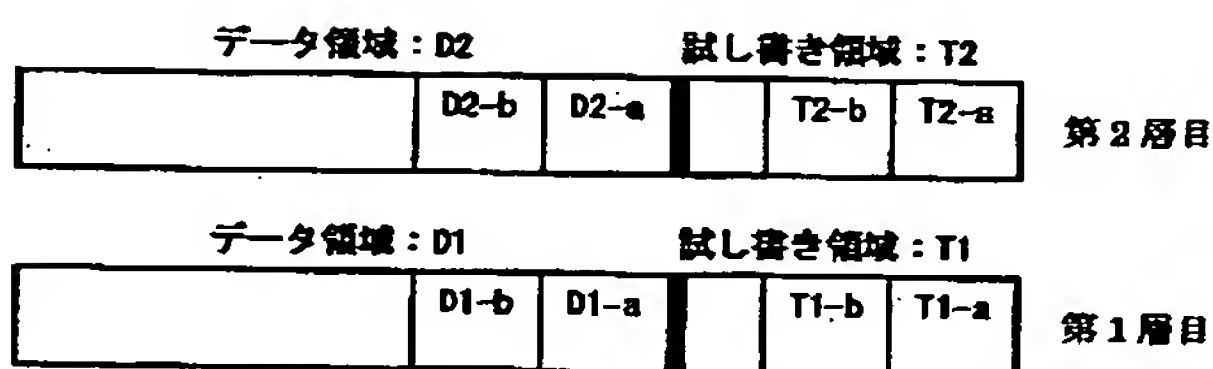 データ領域：D2 試し書き領域：T2
D2-b D2-a T2-b T2-a
第2層目
データ領域：D1 試し書き領域：T1
D1-b D1-a T1-b T1-a
第1層目